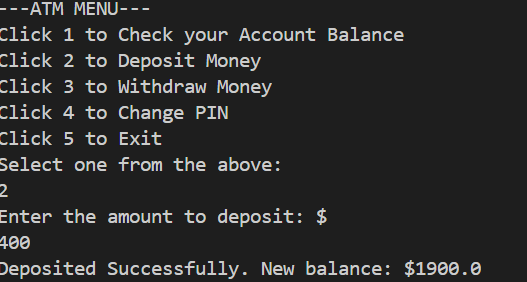 ---ATM MENU---
Click 1 to Check your Account Balance
Click 2 to Deposit Money
Click 3 to Withdraw Money
Click 4 to Change PIN
Click 5 to Exit
Select one from the above:
2
Enter the amount to deposit: $
400
Deposited Successfully. New balance: $1900.0